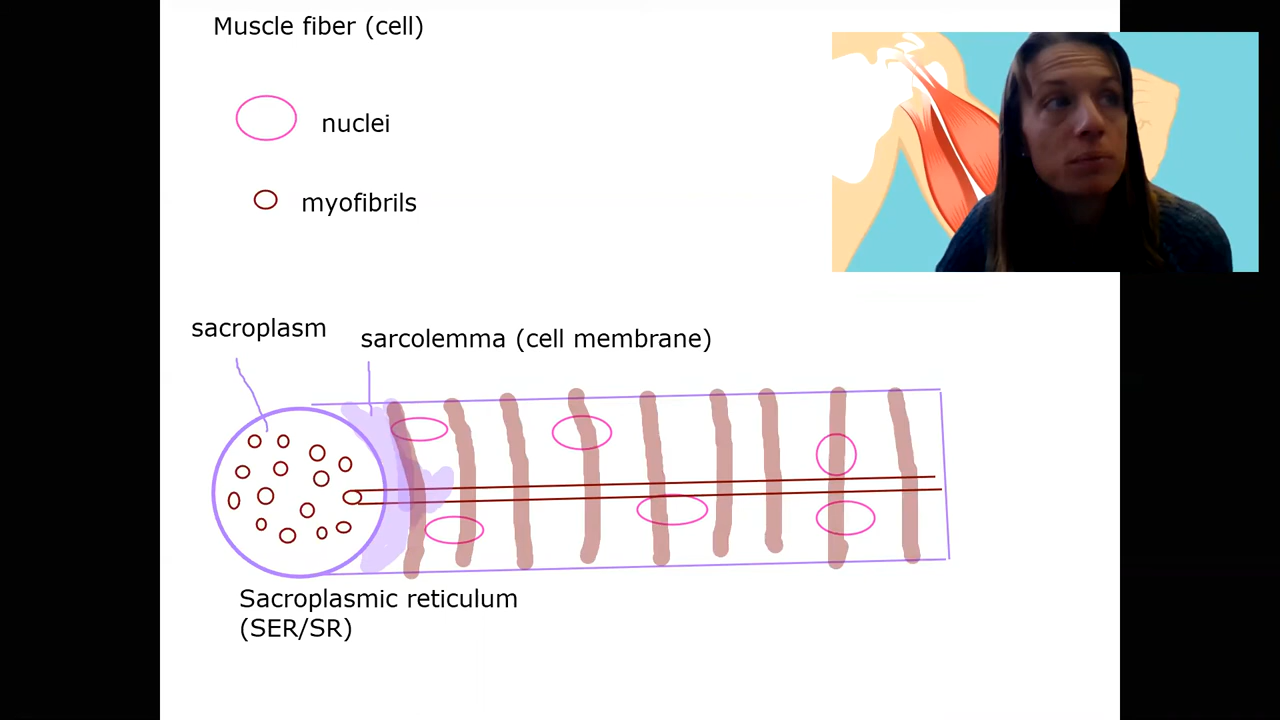 Muscle fiber (cell)
nuclei
myofibrils
sacroplasm
sarcolemma (cell membrane)
Sacroplasmic reticulum
(SER/SR)